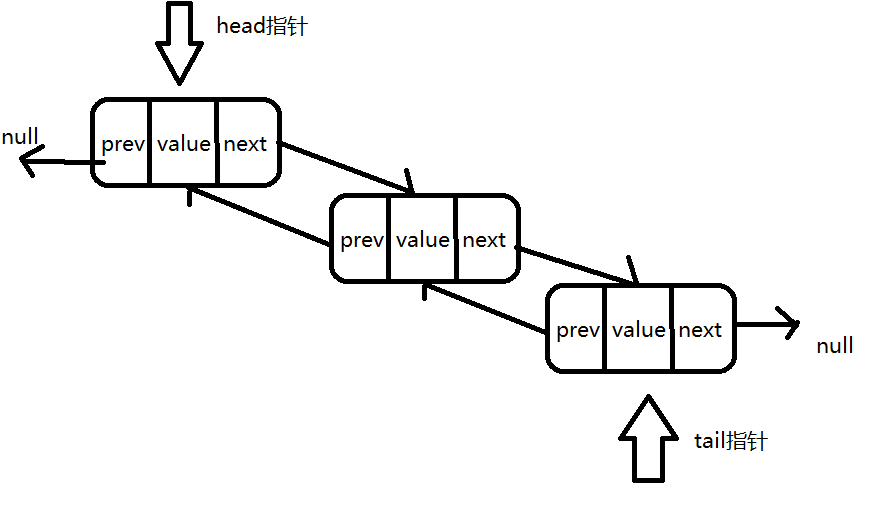 head指针
null
prev value next
prev value next
prev value next
null
tail指针